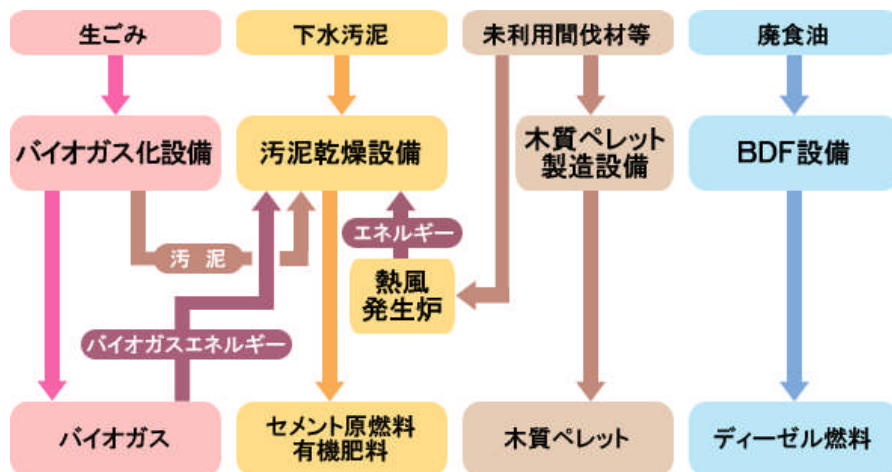 生ごみ
下水汚泥
未利用間伐材等
廃食油
バイオガス化設備
汚泥乾燥設備
木質ペレット
製造設備
BDF設備
エネルギー
汚 泥
熱風
発生炉
バイオガスエネルギー
バイオガス
セメント原燃料
有機肥料
木質ペレット
ディーゼル燃料